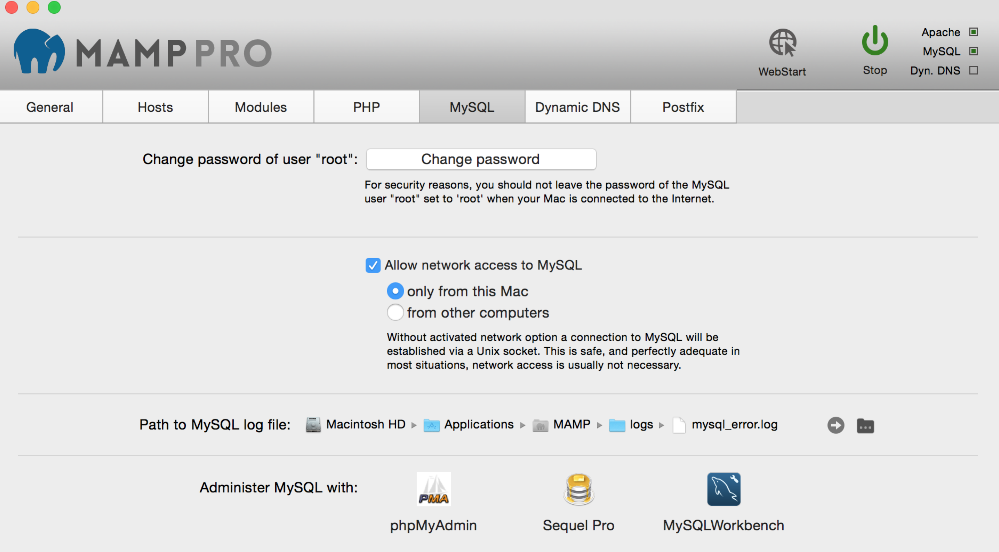 MAMP PRO
WebStart
Stop
Apache
MySQL
Dyn. DNS
General
Hosts
Modules
PHP
MySQL
Dynamic DNS
Postfix
Change password of user "root":
Change password
For security reasons, you should not leave the password of the MySQL
user "root" set to 'root' when your Mac is connected to the Internet.
Allow network access to MySQL
only from this Mac
from other computers
Without activated network option a connection to MySQL will be
established via a Unix socket. This is safe, and perfectly adequate in
most situations, network access is usually not necessary.
Path to MySQL log file:
Macintosh HD
Applications
MAMP
logs
mysql_error.log
Administer MySQL with:
PMA
phpMyAdmin
Sequel Pro
MySQLWorkbench